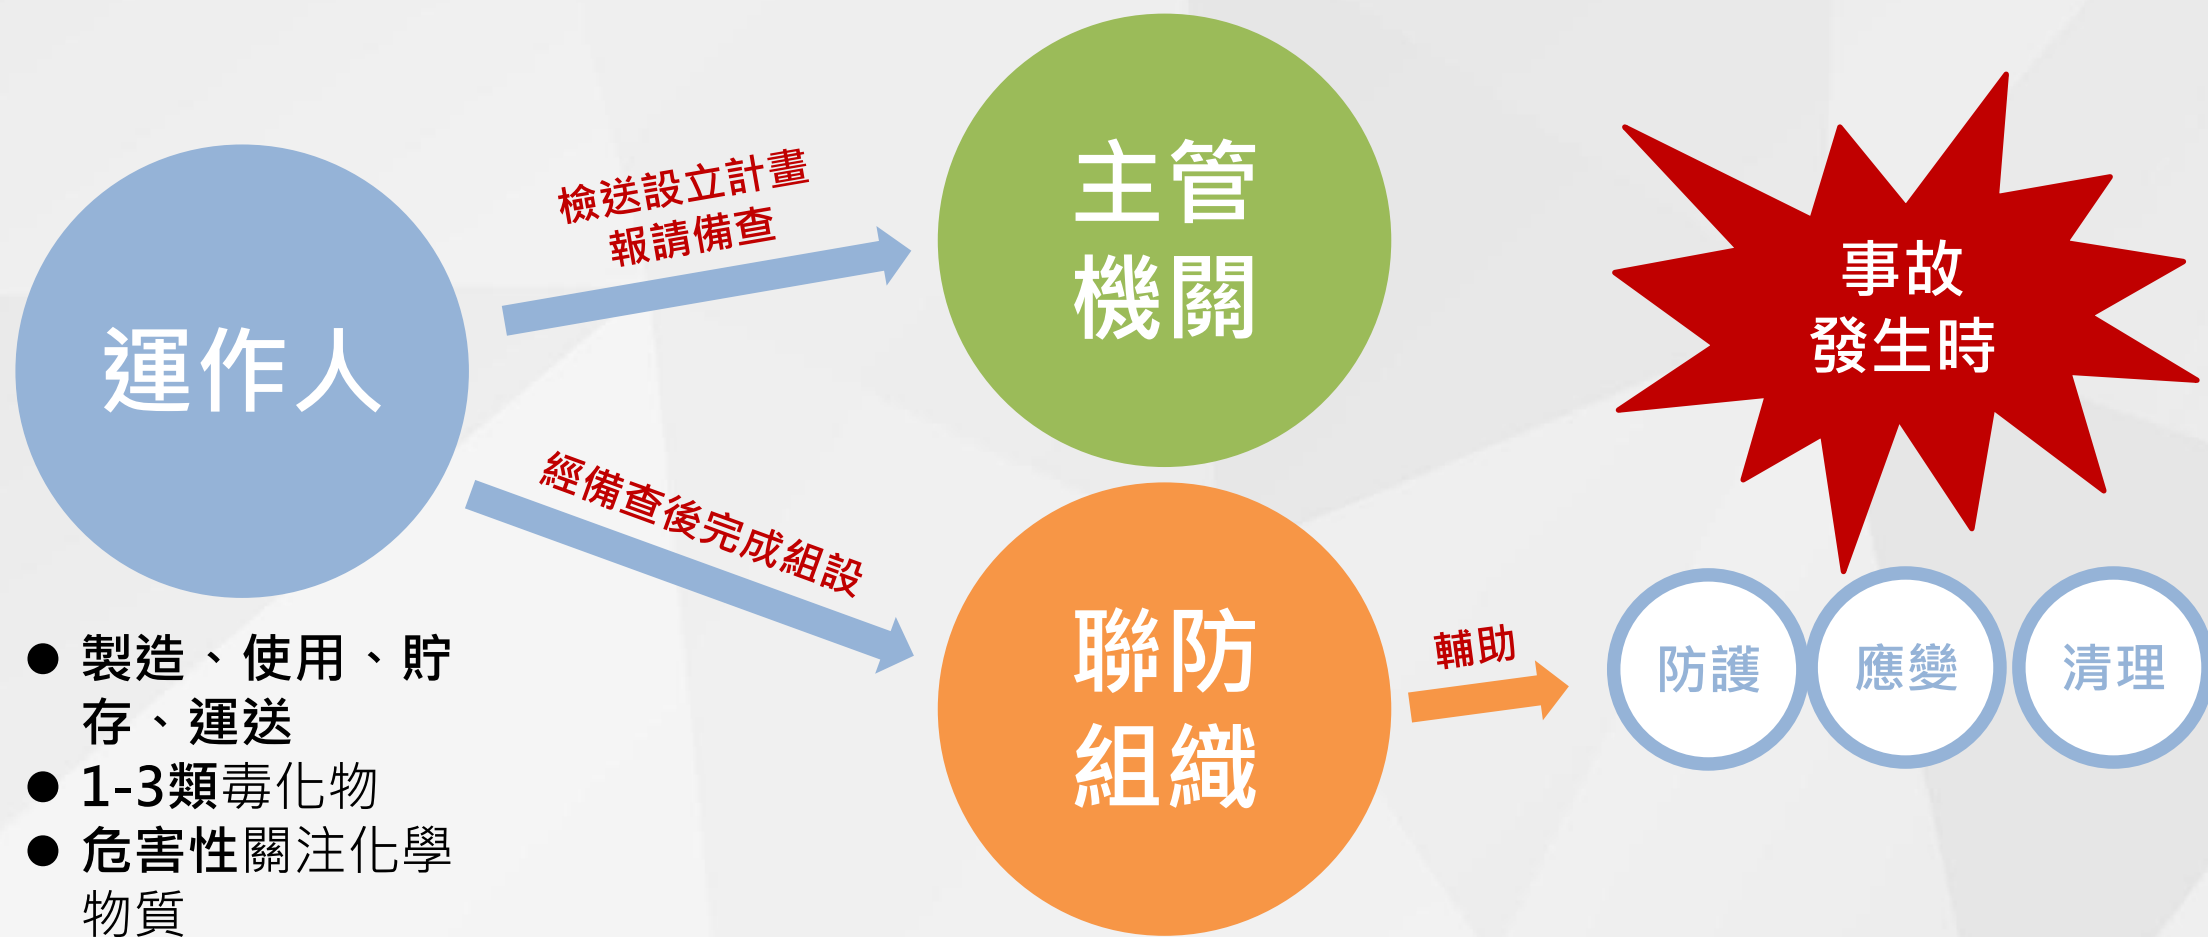 運作人
檢送設立計畫
報請備查
主管
機關
經備查後完成組設
聯防
組織
輔助
事故
發生時
防護
應變
清理
● 製造、使用、貯
存、運送
● 1-3類毒化物
● 危害性關注化學
物質